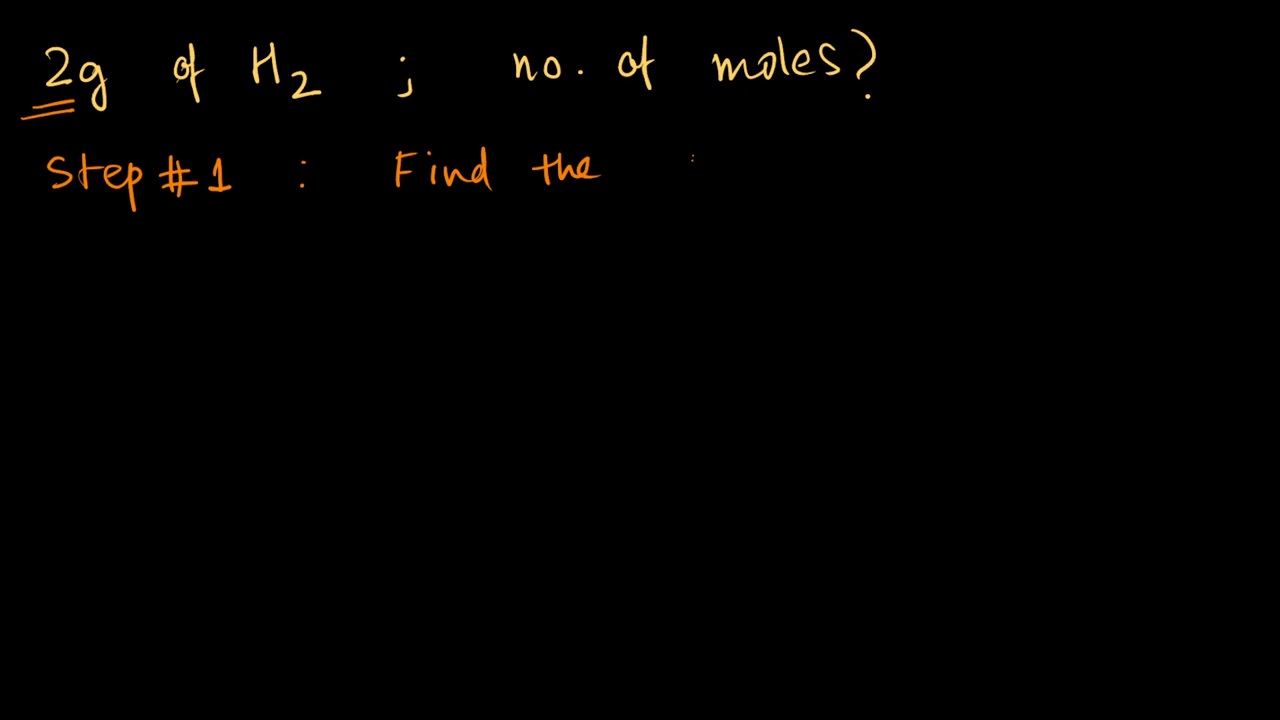 2g of H₂ ; no. of moles?
Step #1 : Find the